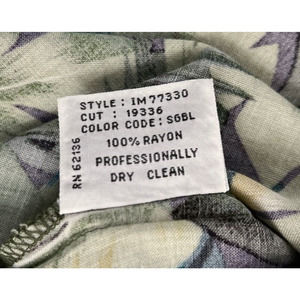 STYLE : IM77330
CUT : 19336
COLOR CODE : SGBL
100% RAYON
PROFESSIONALLY
DRY CLEAN
RN 62136